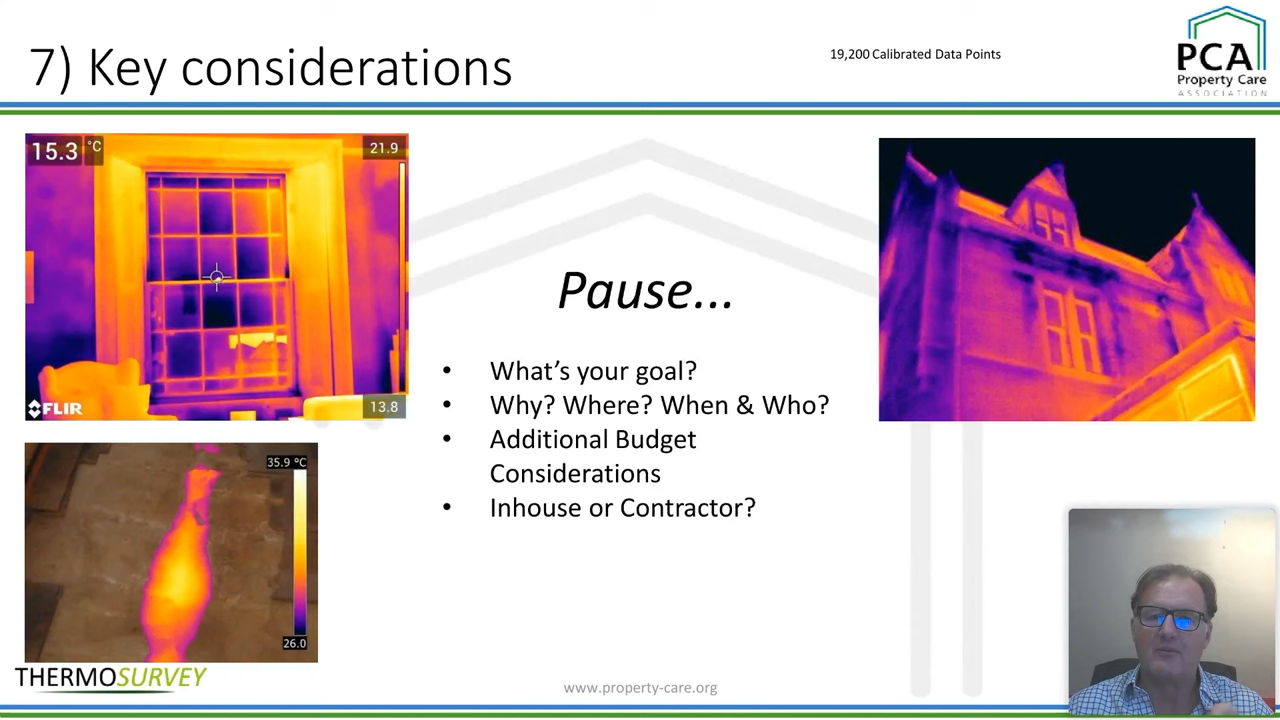 7) Key considerations
19,200 Calibrated Data Points
PCA
Property Care
ASSOCIATION
15.3 °C
21.9
FLIR
13.8
Pause...
• What’s your goal?
• Why? Where? When & Who?
• Additional Budget
Considerations
• Inhouse or Contractor?
35.9 ºC
26.0
THERMOSURVEY
www.property-care.org